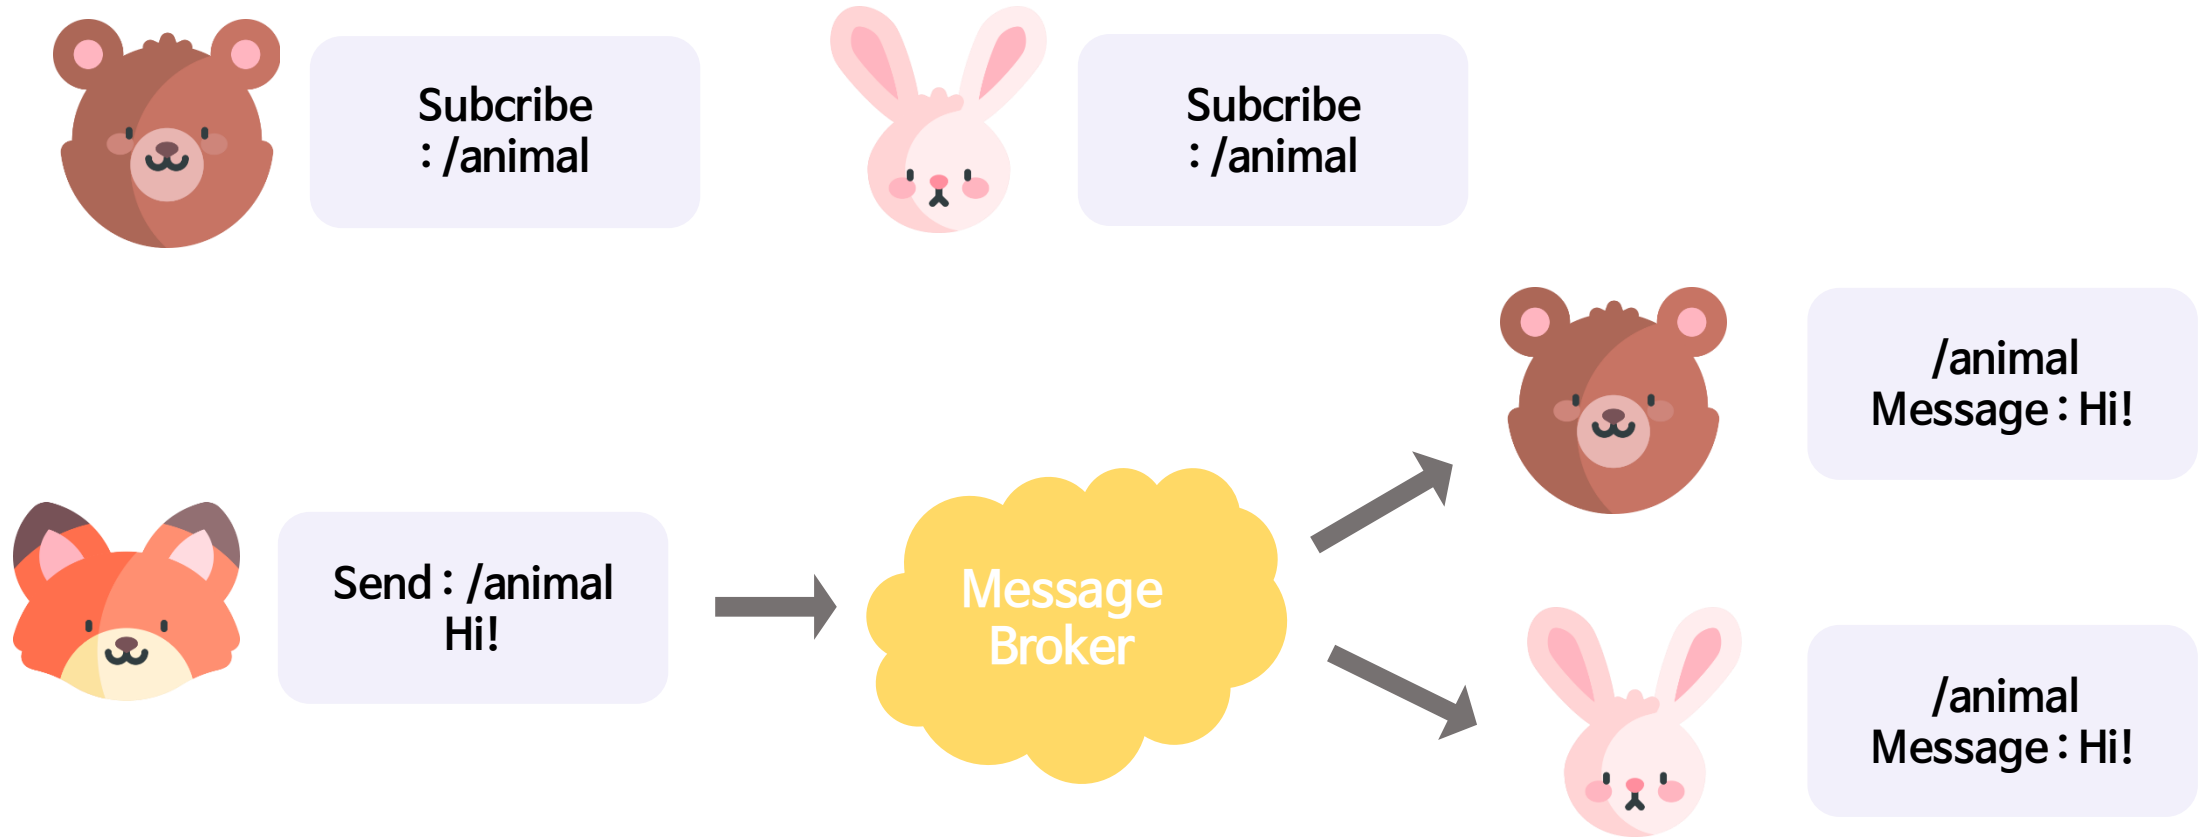 Subcribe
: /animal
Subcribe
: /animal
/animal
Message : Hi!
Send : /animal
Hi!
Message
Broker
/animal
Message : Hi!